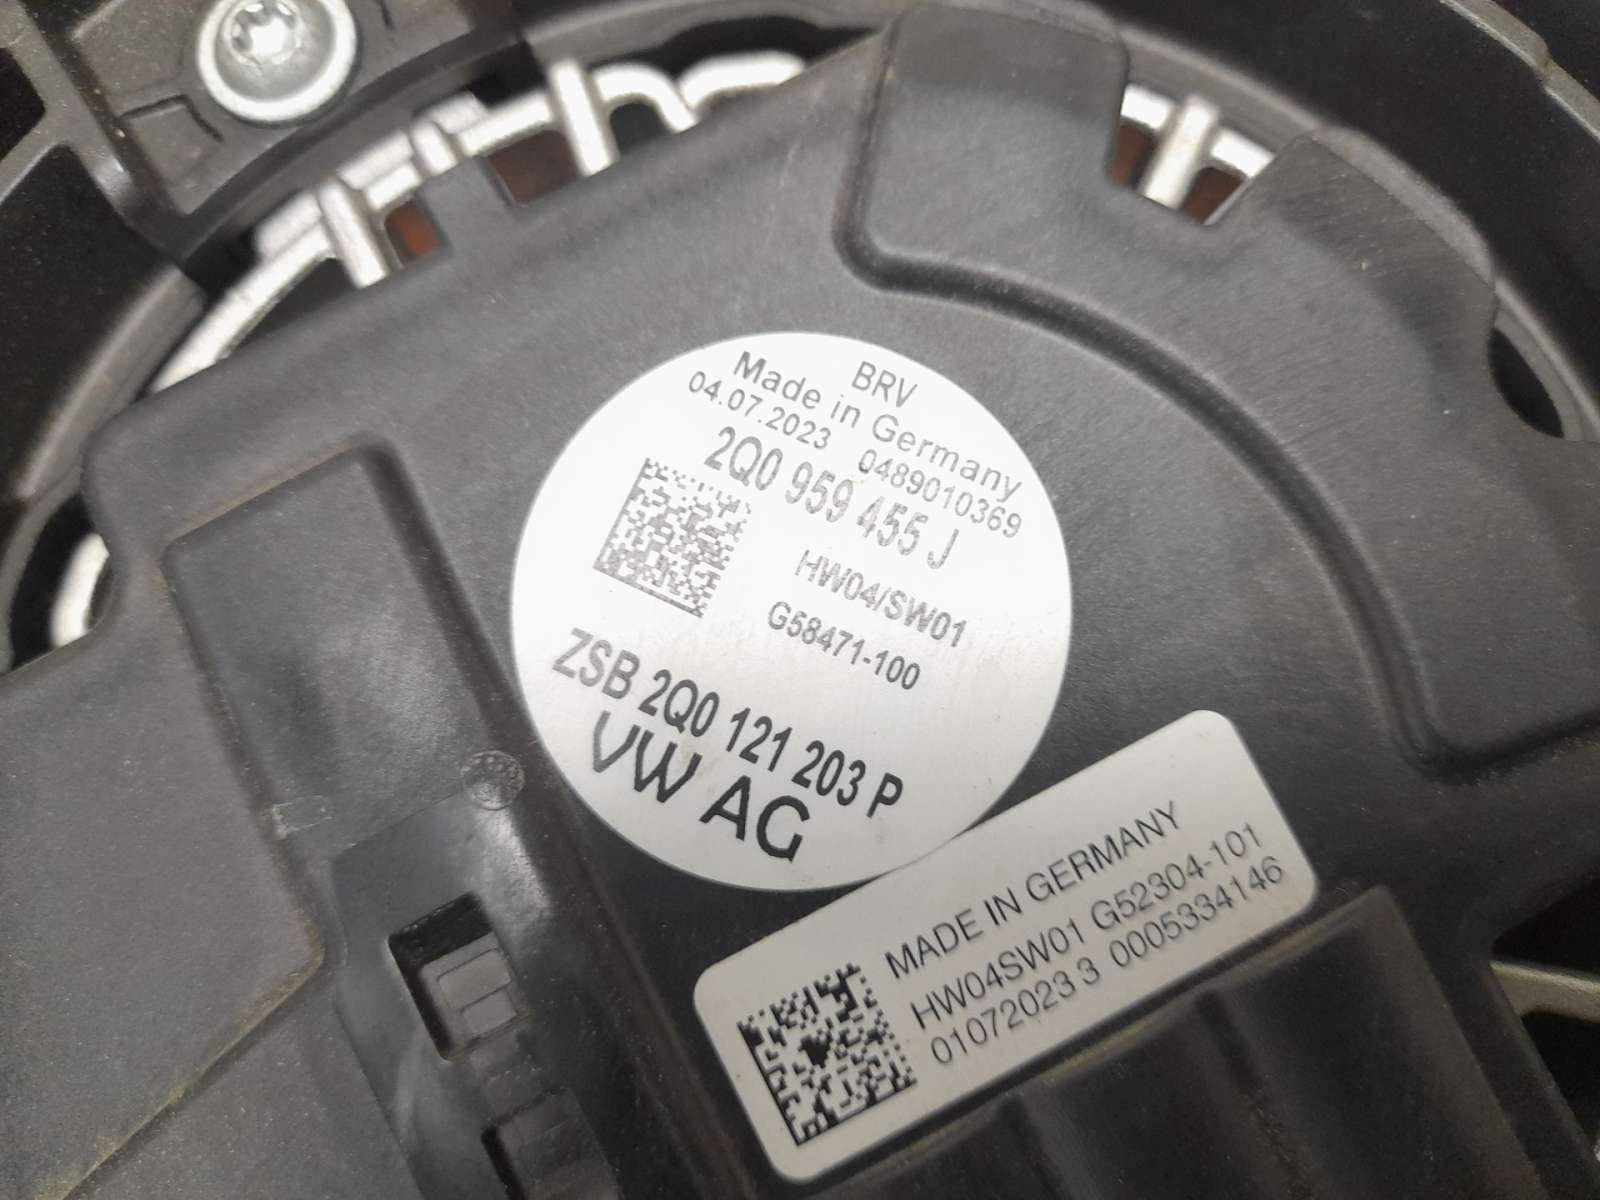 BRV
Made in Germany
04.07.2023 0489010369
2Q0 959 455 J
HW04/SW01
G58471-100
ZSB 2Q0 121 203 P
VW AG
MADE IN GERMANY
HW04SW01 G52304-101
01072023 3 0005334146